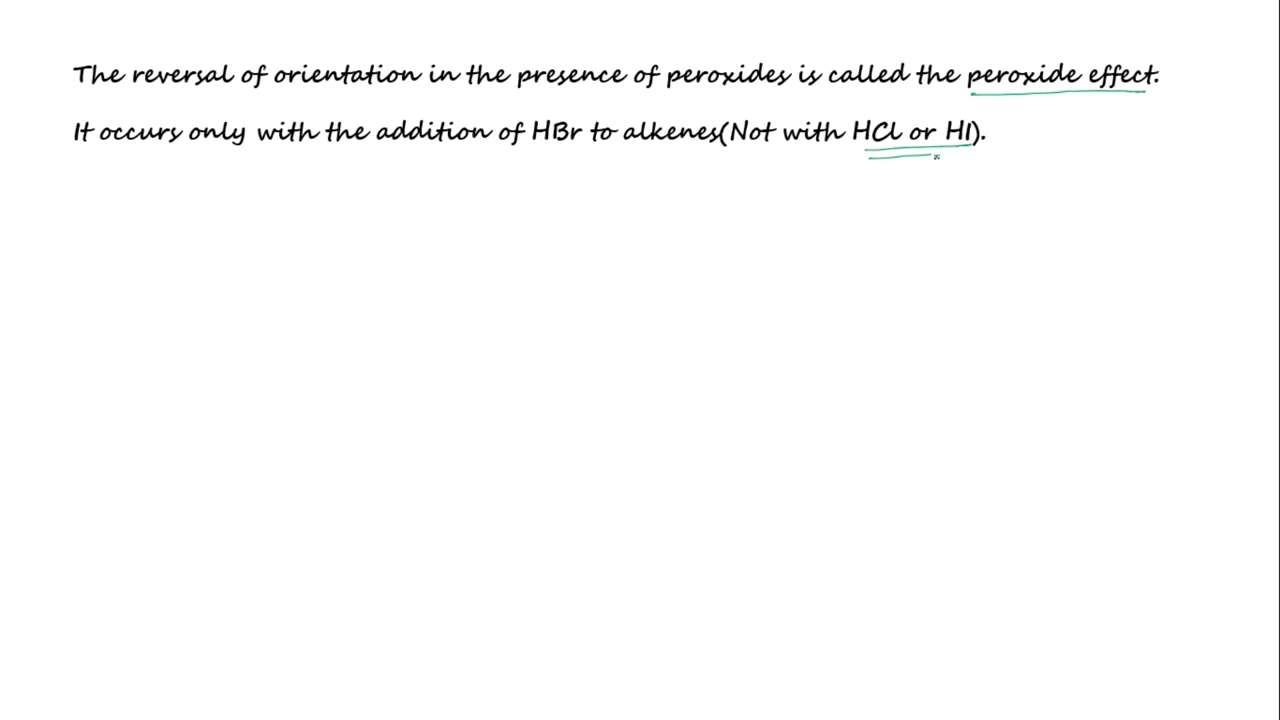 The reversal of orientation in the presence of peroxides is called the peroxide effect.
It occurs only with the addition of HBr to alkenes(Not with HCl or HI).